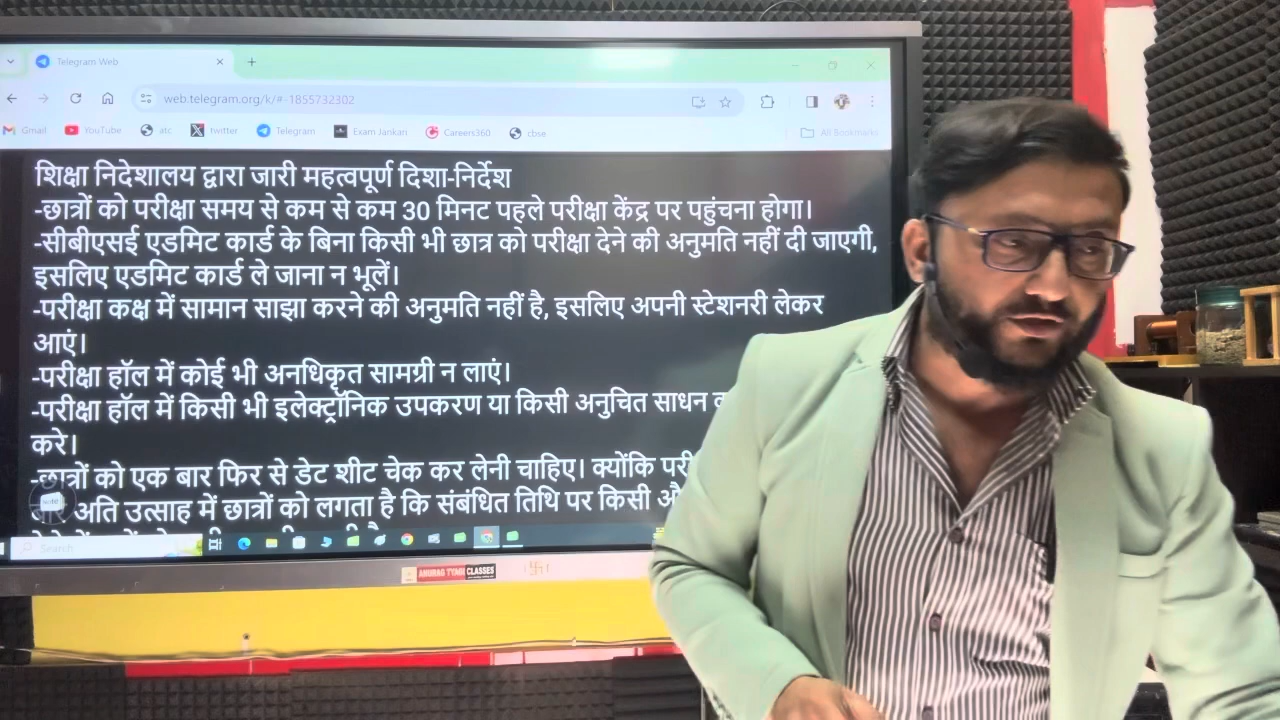 Telegram Web
web.telegram.org/k/#-1855732302
Gmail YouTube atc twitter Telegram Exam Jankari Careers360 cbse All Bookmarks
शिक्षा निदेशालय द्वारा जारी महत्वपूर्ण दिशा-निर्देश
-छात्रों को परीक्षा समय से कम से कम 30 मिनट पहले परीक्षा केंद्र पर पहुंचना होगा।
-सीबीएसई एडमिट कार्ड के बिना किसी भी छात्र को परीक्षा देने की अनुमति नहीं दी जाएगी,
इसलिए एडमिट कार्ड ले जाना न भूलें।
-परीक्षा कक्ष में सामान साझा करने की अनुमति नहीं है, इसलिए अपनी स्टेशनरी लेकर
आएं।
-परीक्षा हॉल में कोई भी अनधिकृत सामग्री न लाएं।
-परीक्षा हॉल में किसी भी इलेक्ट्रॉनिक उपकरण या किसी अनुचित साधन
करे।
-छात्रों को एक बार फिर से डेट शीट चेक कर लेनी चाहिए। क्योंकि
अति उत्साह में छात्रों को लगता है कि संबंधित तिथि पर किसी
Search
ANURAG TYAGI CLASSES